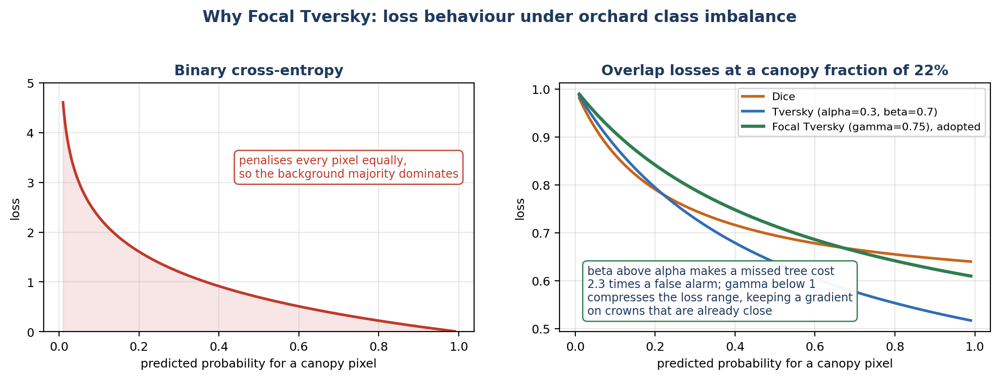 Why Focal Tversky: loss behaviour under orchard class imbalance
Binary cross-entropy
5
4
3
2
1
0
loss
penalises every pixel equally,
so the background majority dominates
0.0 0.2 0.4 0.6 0.8 1.0
predicted probability for a canopy pixel
Overlap losses at a canopy fraction of 22%
1.0
0.9
0.8
0.7
0.6
0.5
loss
Dice
Tversky (alpha=0.3, beta=0.7)
Focal Tversky (gamma=0.75), adopted
beta above alpha makes a missed tree cost
2.3 times a false alarm; gamma below 1
compresses the loss range, keeping a gradient
on crowns that are already close
0.0 0.2 0.4 0.6 0.8 1.0
predicted probability for a canopy pixel